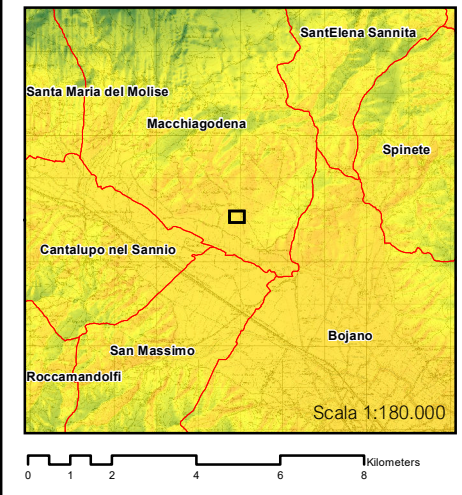 SantElena Sannita
Santa Maria del Molise
Macchiagodena
Spinete
Cantalupo nel Sannio
Bojano
San Massimo
Roccamandolfi
Scala 1:180.000
Kilometers
0 1 2 4 6 8